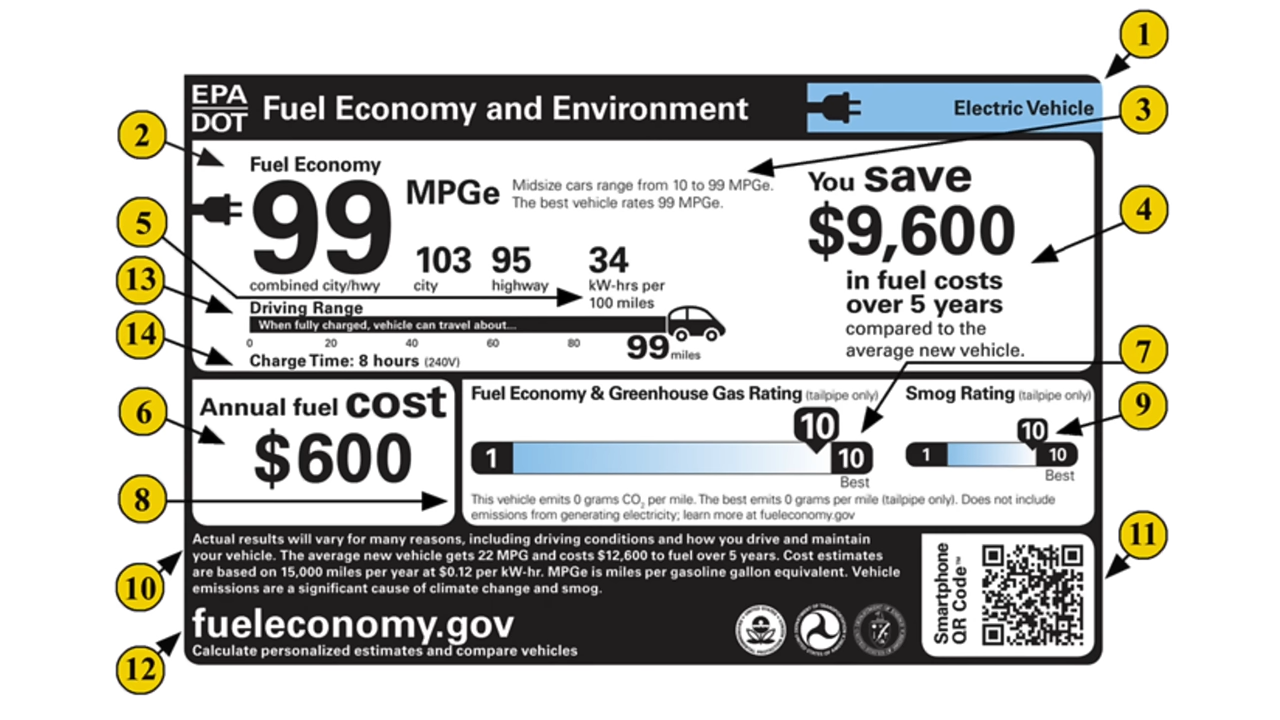 1
EPA
DOT
Fuel Economy and Environment
Electric Vehicle
2
3
Fuel Economy
99
MPGe
Midsize cars range from 10 to 99 MPGe.
The best vehicle rates 99 MPGe.
combined city/hwy
103
city
95
highway
34
kW-hrs per
100 miles
You save
$9,600
in fuel costs
over 5 years
compared to the
average new vehicle.
4
5
13
Driving Range
When fully charged, vehicle can travel about...
0 20 40 60 80 99 miles
14
Charge Time: 8 hours (240V)
7
6
Annual fuel cost
$600
Fuel Economy & Greenhouse Gas Rating (tailpipe only)
10
1 10
Best
Smog Rating (tailpipe only)
10
1 10
Best
9
8
This vehicle emits 0 grams CO2 per mile. The best emits 0 grams per mile (tailpipe only). Does not include
emissions from generating electricity; learn more at fueleconomy.gov
10
Actual results will vary for many reasons, including driving conditions and how you drive and maintain
your vehicle. The average new vehicle gets 22 MPG and costs $12,600 to fuel over 5 years. Cost estimates
are based on 15,000 miles per year at $0.12 per kW-hr. MPGe is miles per gasoline gallon equivalent. Vehicle
emissions are a significant cause of climate change and smog.
11
Smartphone
QR Code™
12
fueleconomy.gov
Calculate personalized estimates and compare vehicles